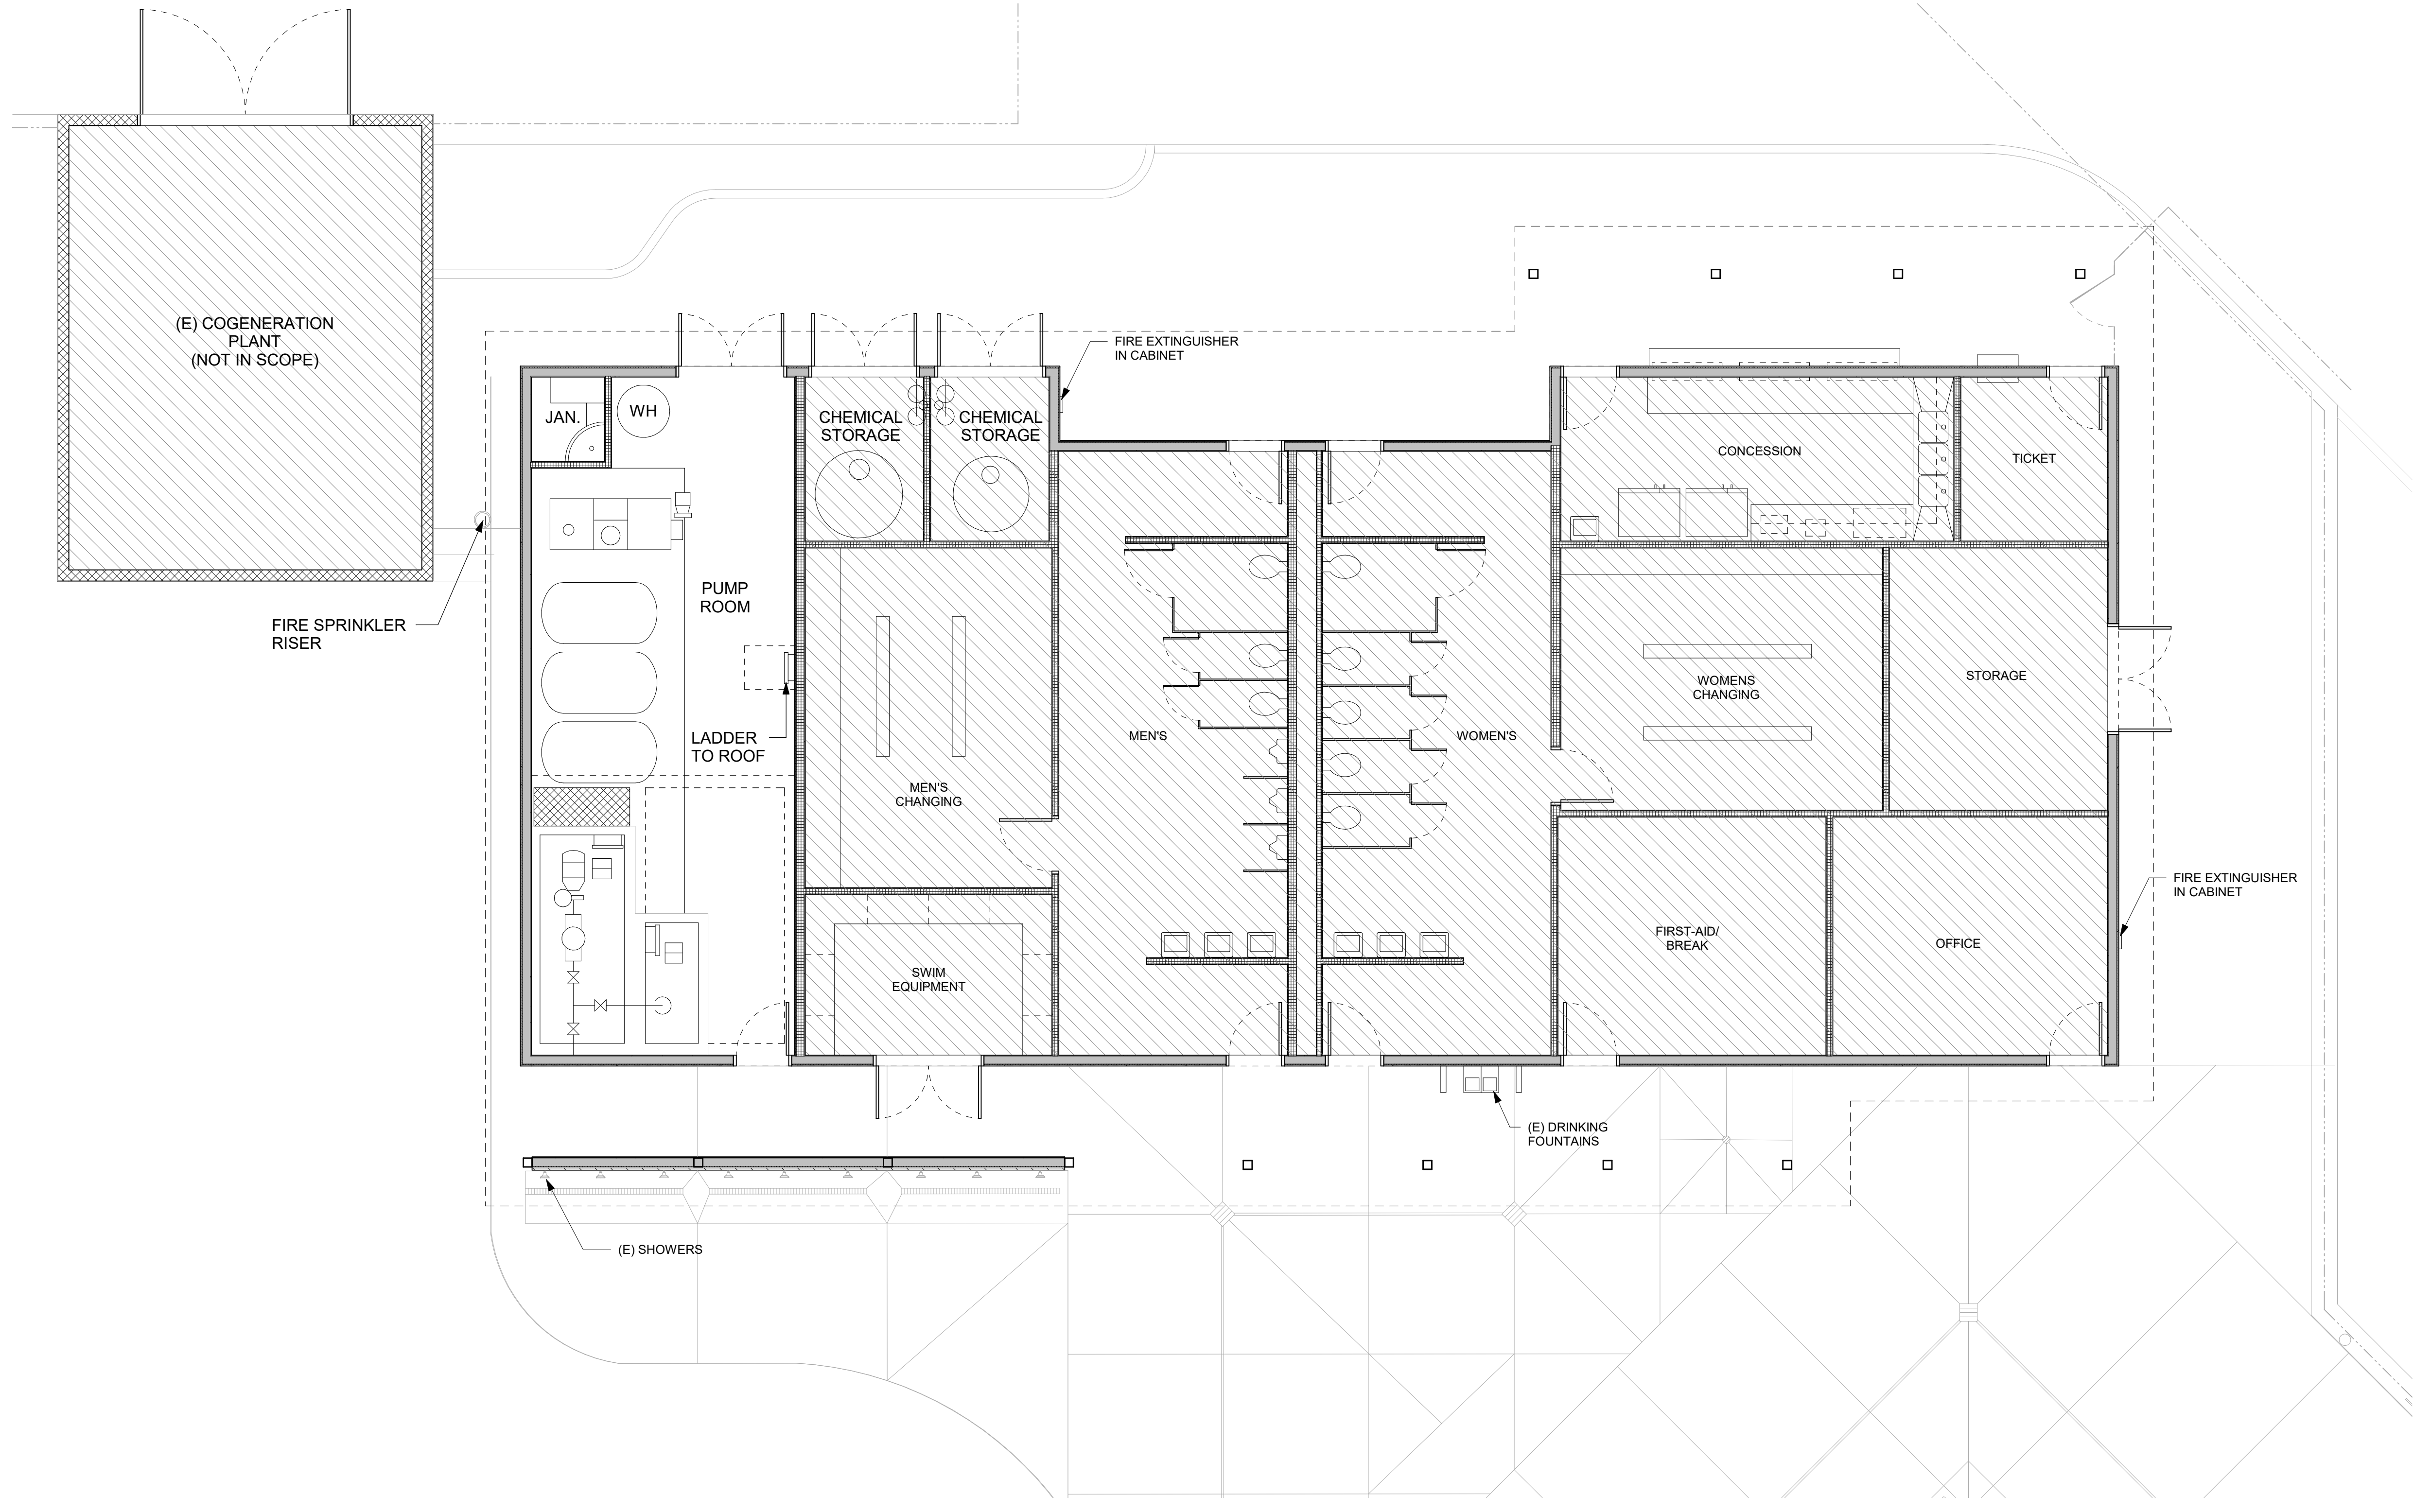 (E) COGENERATION
PLANT
(NOT IN SCOPE)
FIRE EXTINGUISHER
IN CABINET
JAN.
WH
CHEMICAL
STORAGE
CHEMICAL
STORAGE
CONCESSION
TICKET
PUMP
ROOM
FIRE SPRINKLER
RISER
LADDER
TO ROOF
MEN'S
CHANGING
MEN'S
WOMEN'S
WOMENS
CHANGING
STORAGE
FIRE EXTINGUISHER
IN CABINET
SWIM
EQUIPMENT
FIRST-AID/
BREAK
OFFICE
(E) DRINKING
FOUNTAINS
(E) SHOWERS